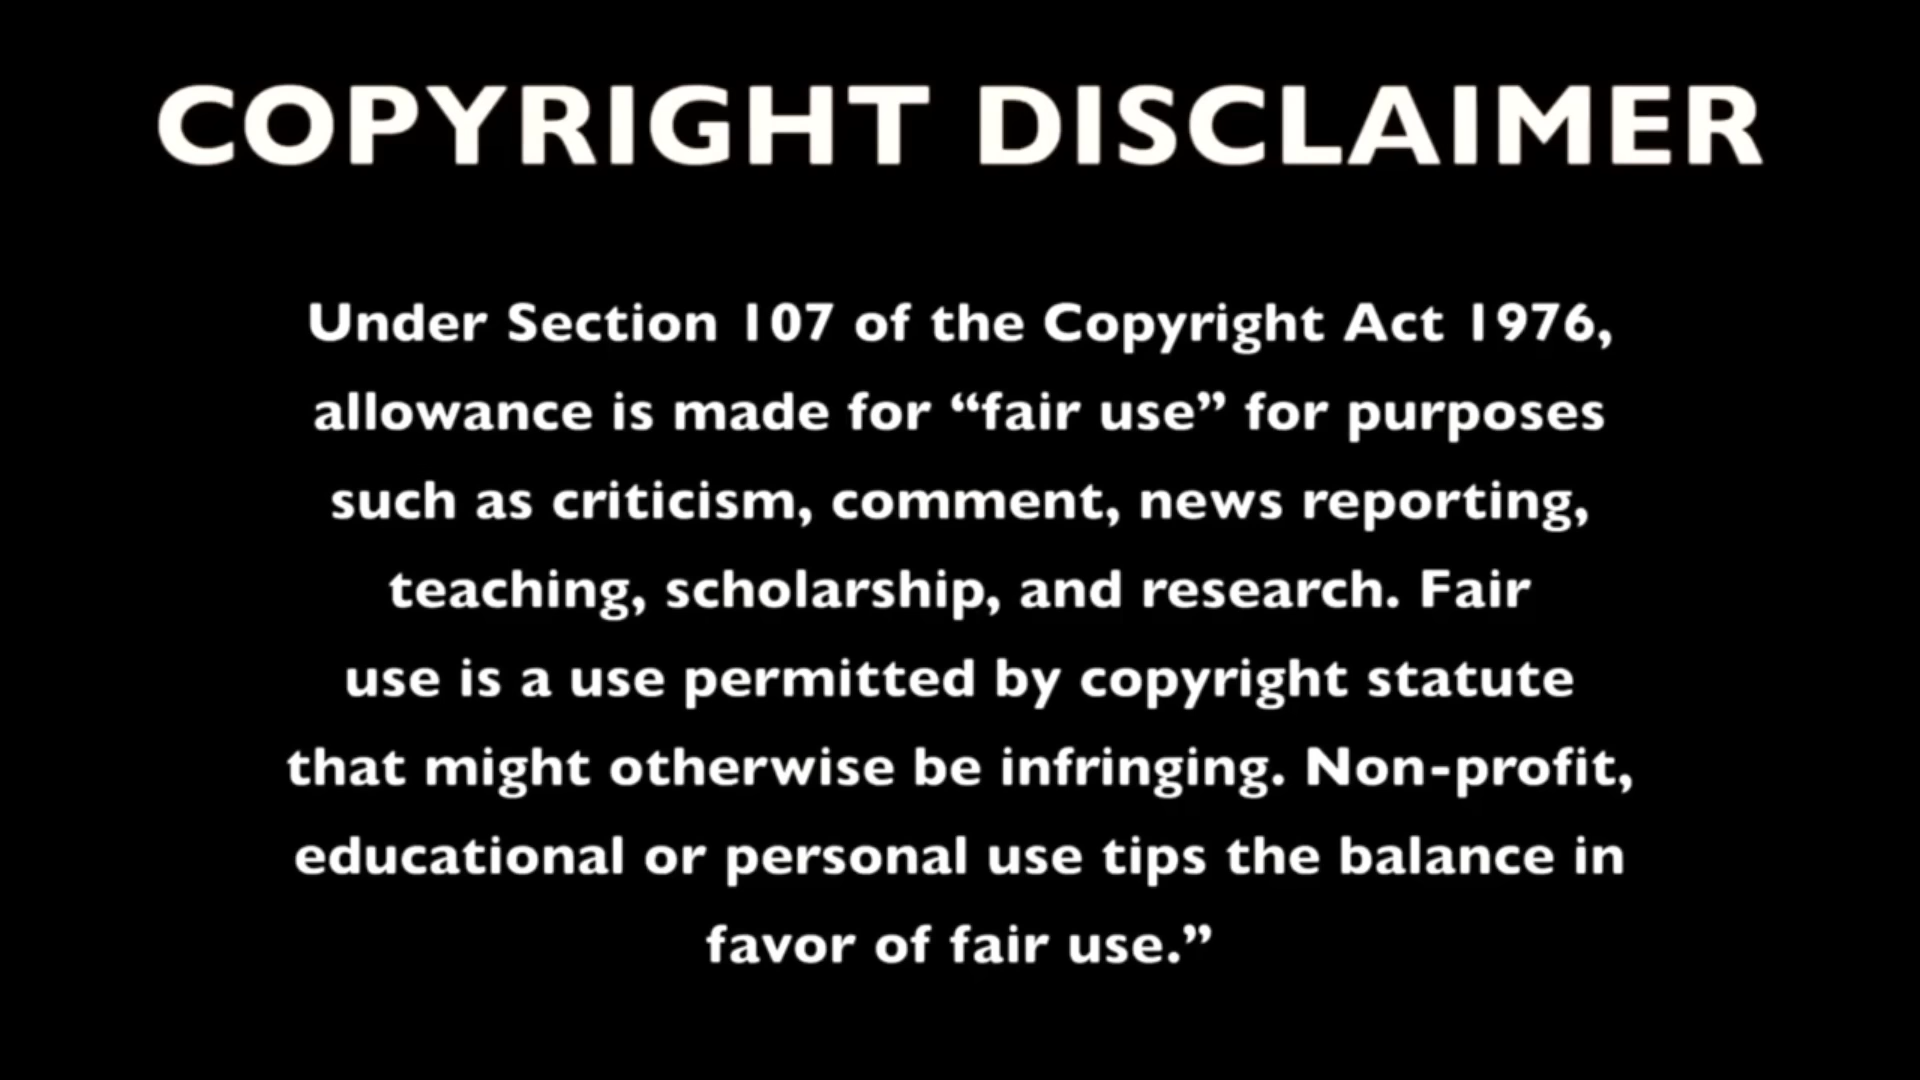 COPYRIGHT DISCLAIMER
Under Section 107 of the Copyright Act 1976,
allowance is made for “fair use” for purposes
such as criticism, comment, news reporting,
teaching, scholarship, and research. Fair
use is a use permitted by copyright statute
that might otherwise be infringing. Non-profit,
educational or personal use tips the balance in
favor of fair use.”